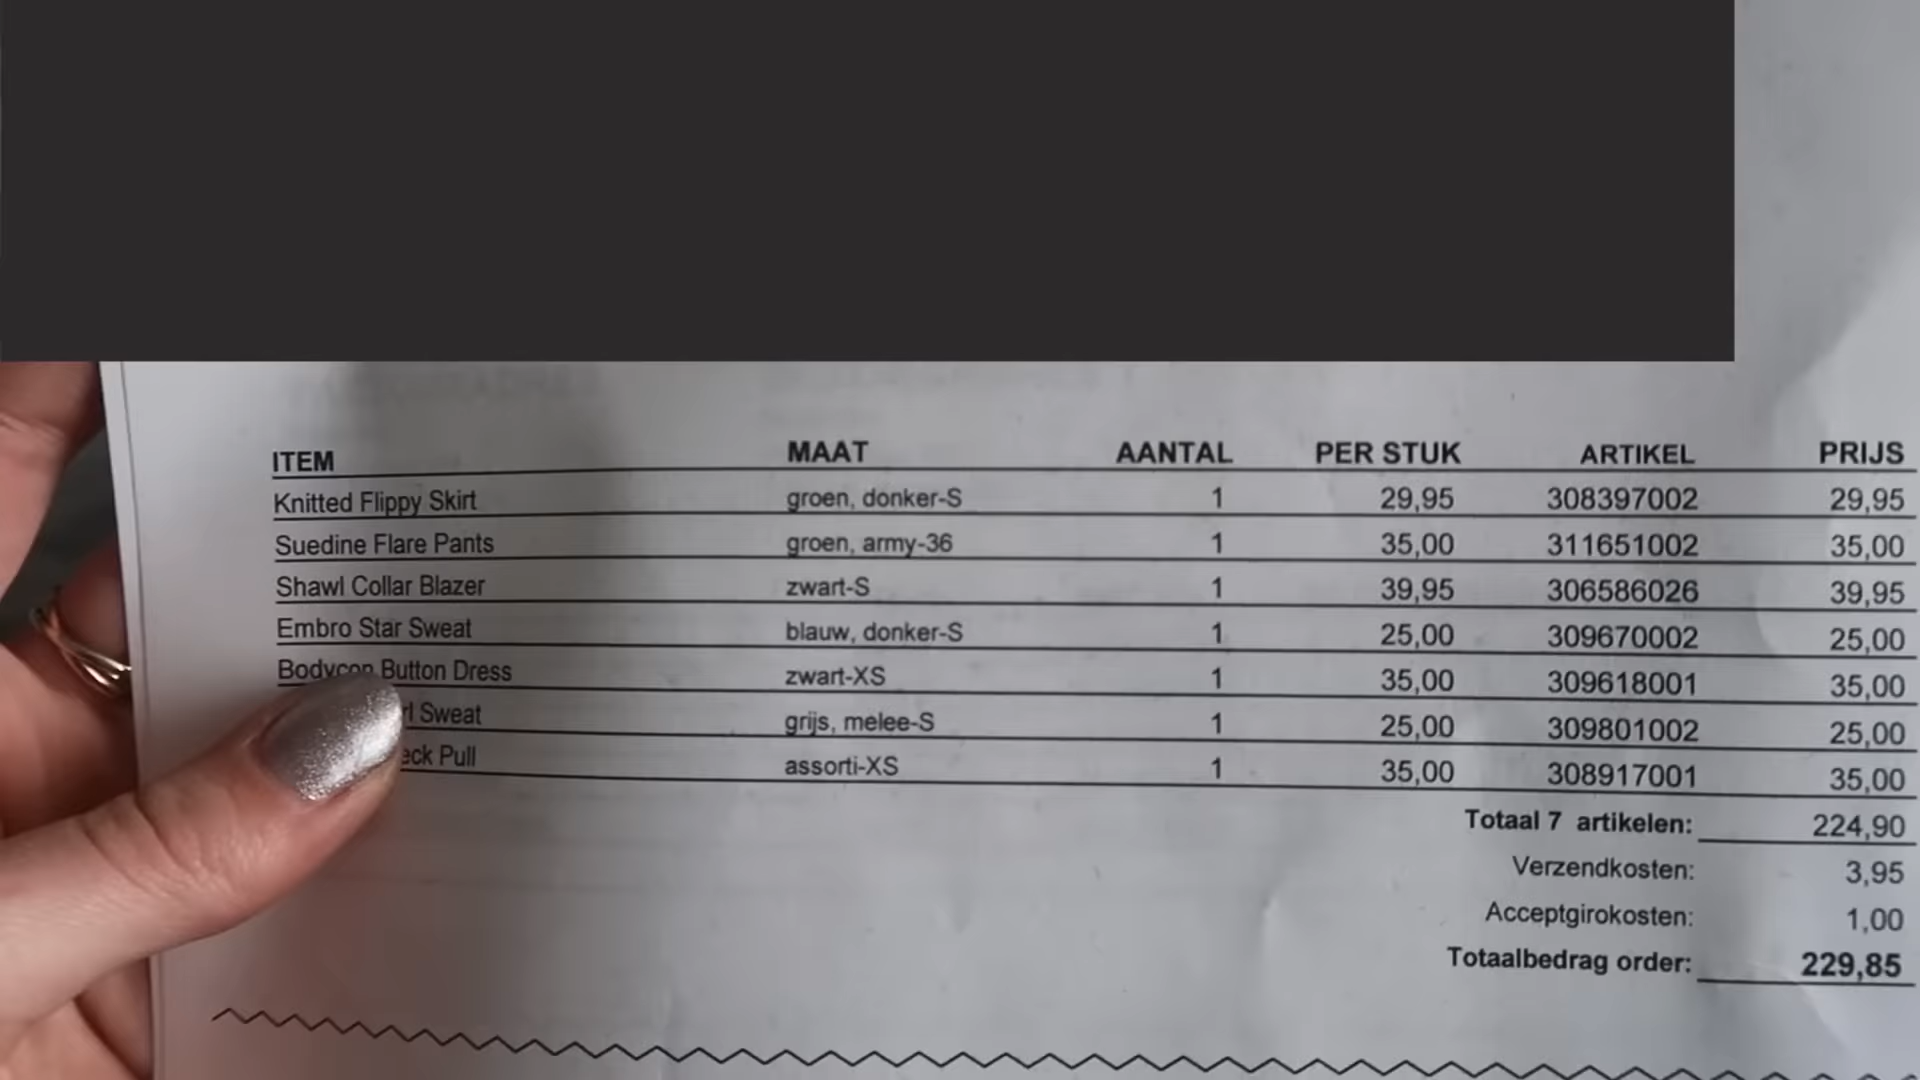 ITEM MAAT AANTAL PER STUK ARTIKEL PRIJS
Knitted Flippy Skirt groen, donker-S 1 29,95 308397002 29,95
Suedine Flare Pants groen, army-36 1 35,00 311651002 35,00
Shawl Collar Blazer zwart-S 1 39,95 306586026 39,95
Embro Star Sweat blauw, donker-S 1 25,00 309670002 25,00
Bodycon Button Dress zwart-XS 1 35,00 309618001 35,00
Sweat grijs, melee-S 1 25,00 309801002 25,00
Pull assorti-XS 1 35,00 308917001 35,00
Totaal 7 artikelen: 224,90
Verzendkosten: 3,95
Acceptgirokosten: 1,00
Totaalbedrag order: 229,85